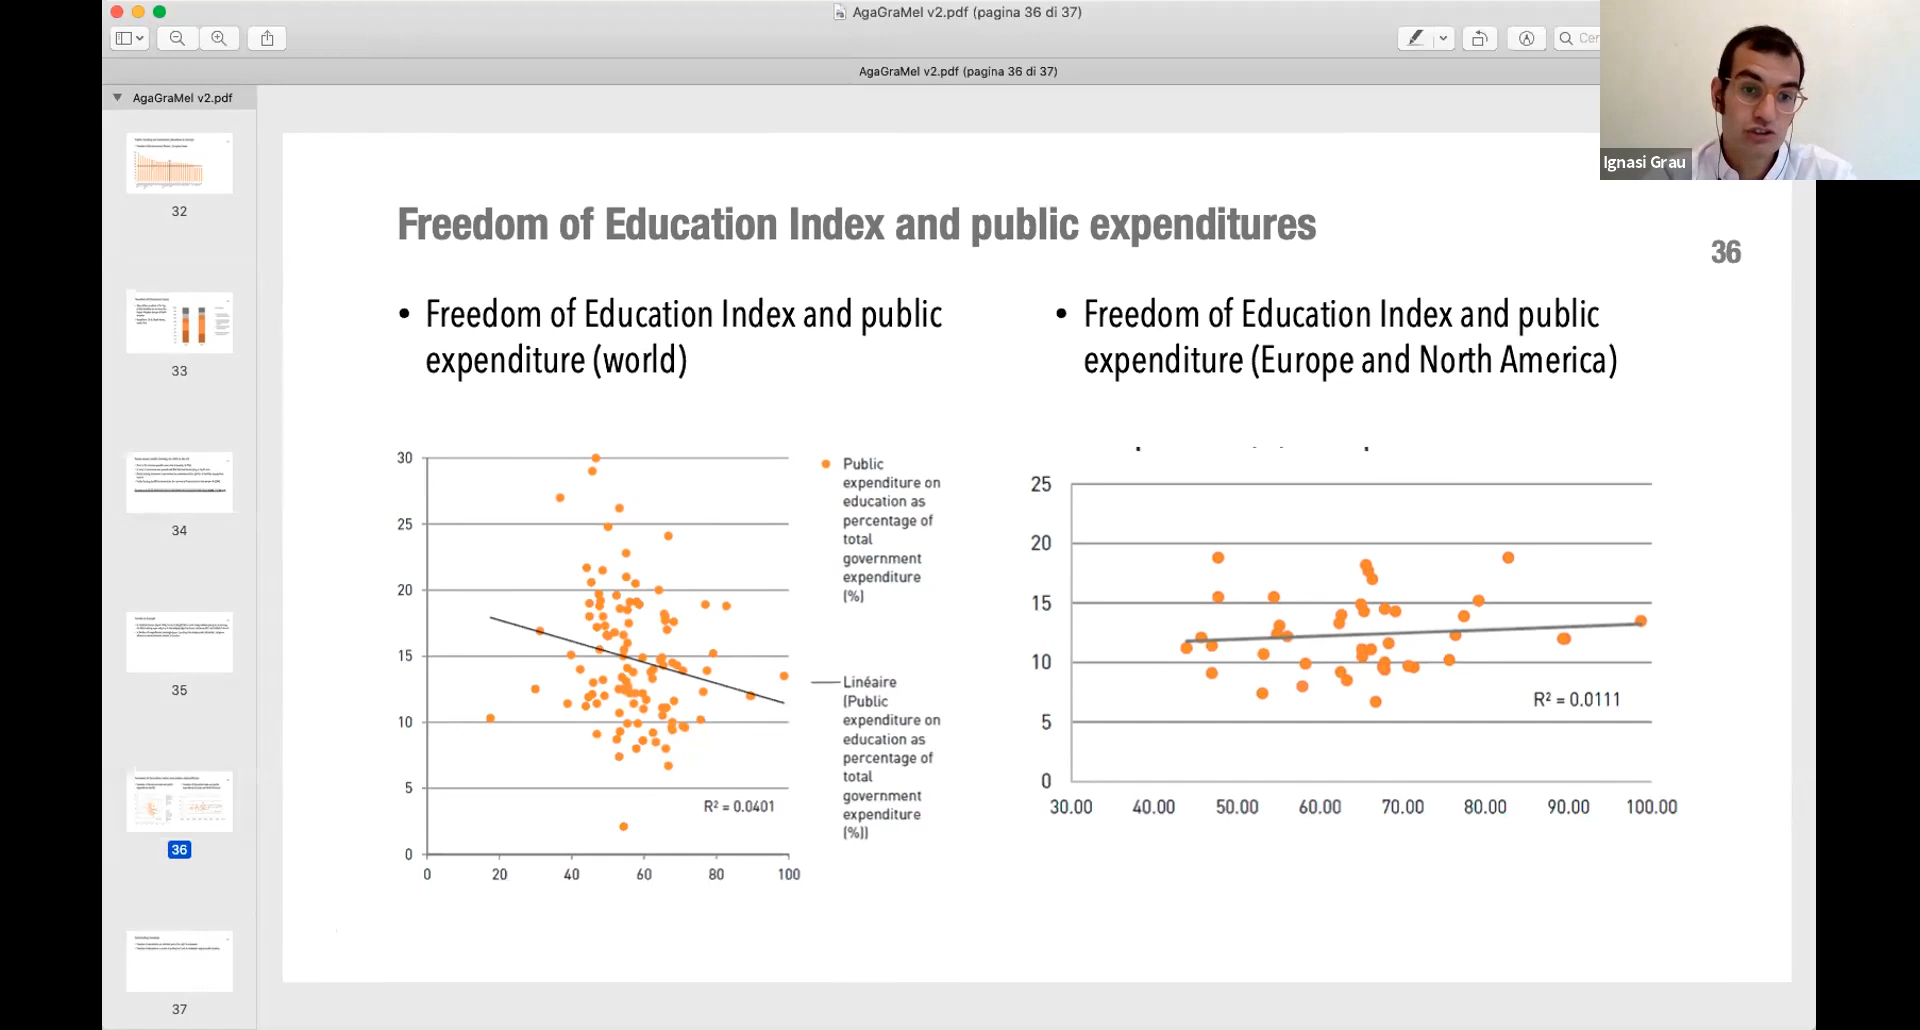 AgaGraMel v2.pdf (pagina 36 di 37)
AgaGraMel v2.pdf (pagina 36 di 37)
AgaGraMel v2.pdf
32
33
34
35
36
37
Ignasi Grau
Freedom of Education Index and public expenditures
36
• Freedom of Education Index and public
expenditure (world)
30
25
20
15
10
5
0
0 20 40 60 80 100
R² = 0.0401
Public
expenditure on
education as
percentage of
total
government
expenditure
(%)
Linéaire
(Public
expenditure on
education as
percentage of
total
government
expenditure
(%))
• Freedom of Education Index and public
expenditure (Europe and North America)
25
20
15
10
5
0
30.00 40.00 50.00 60.00 70.00 80.00 90.00 100.00
R² = 0.0111